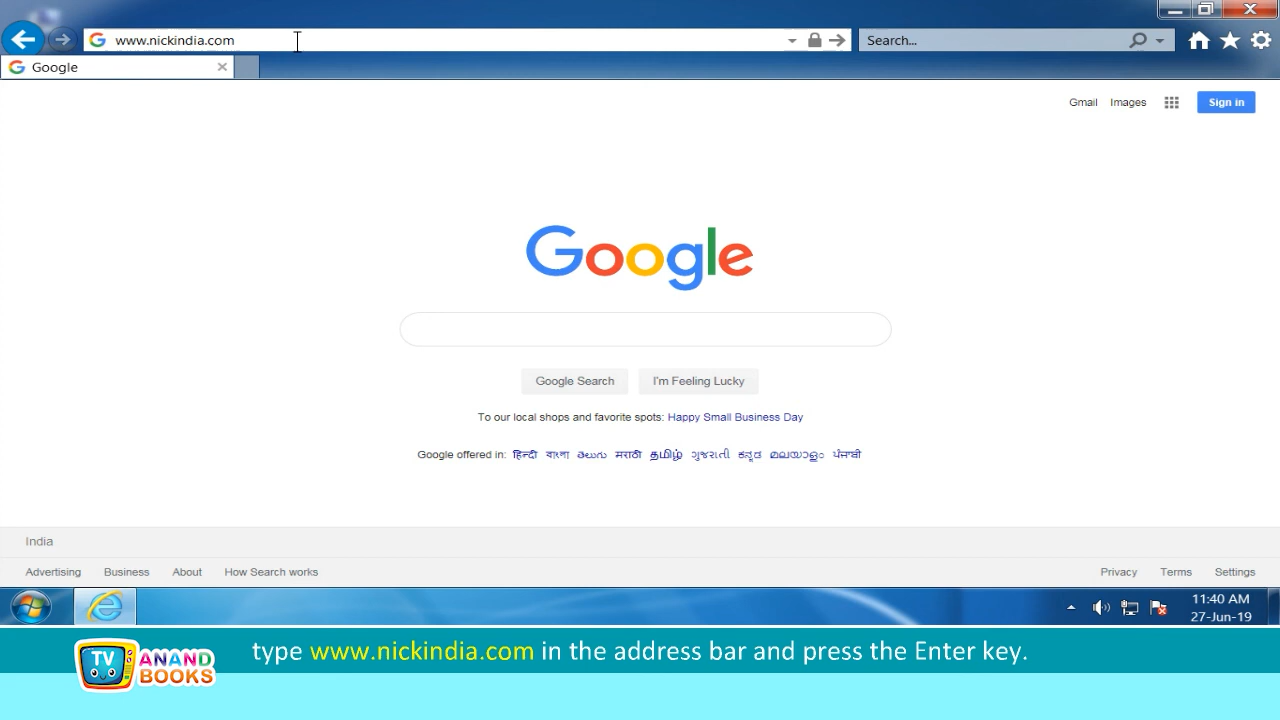 www.nickindia.com
Search...
Google
Gmail Images Sign in
Google
Google Search I'm Feeling Lucky
To our local shops and favorite spots: Happy Small Business Day
Google offered in: हिन्दी বাংলা తెలుగు मराठी தமிழ் ગુજરાતી ಕನ್ನಡ മലയാളം ਪੰਜਾਬੀ
India
Advertising Business About How Search works Privacy Terms Settings
11:40 AM
27-Jun-19
type www.nickindia.com in the address bar and press the Enter key.
TV ANAND
BOOKS